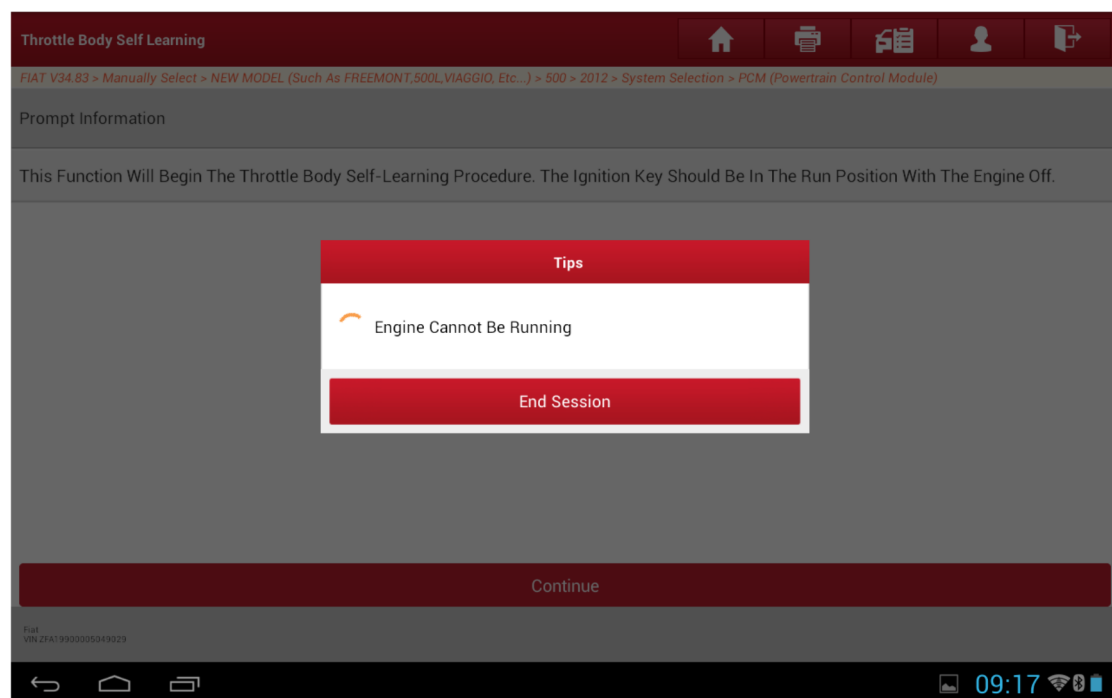 Throttle Body Self Learning
FIAT V34.83 > Manually Select > NEW MODEL (Such As FREEMONT,500L,VIAGGIO, Etc...) > 500 > 2012 > System Selection > PCM (Powertrain Control Module)
Prompt Information
This Function Will Begin The Throttle Body Self-Learning Procedure. The Ignition Key Should Be In The Run Position With The Engine Off.
Tips
Engine Cannot Be Running
End Session
Continue
Fiat
VIN ZFA19900005049029
09:17